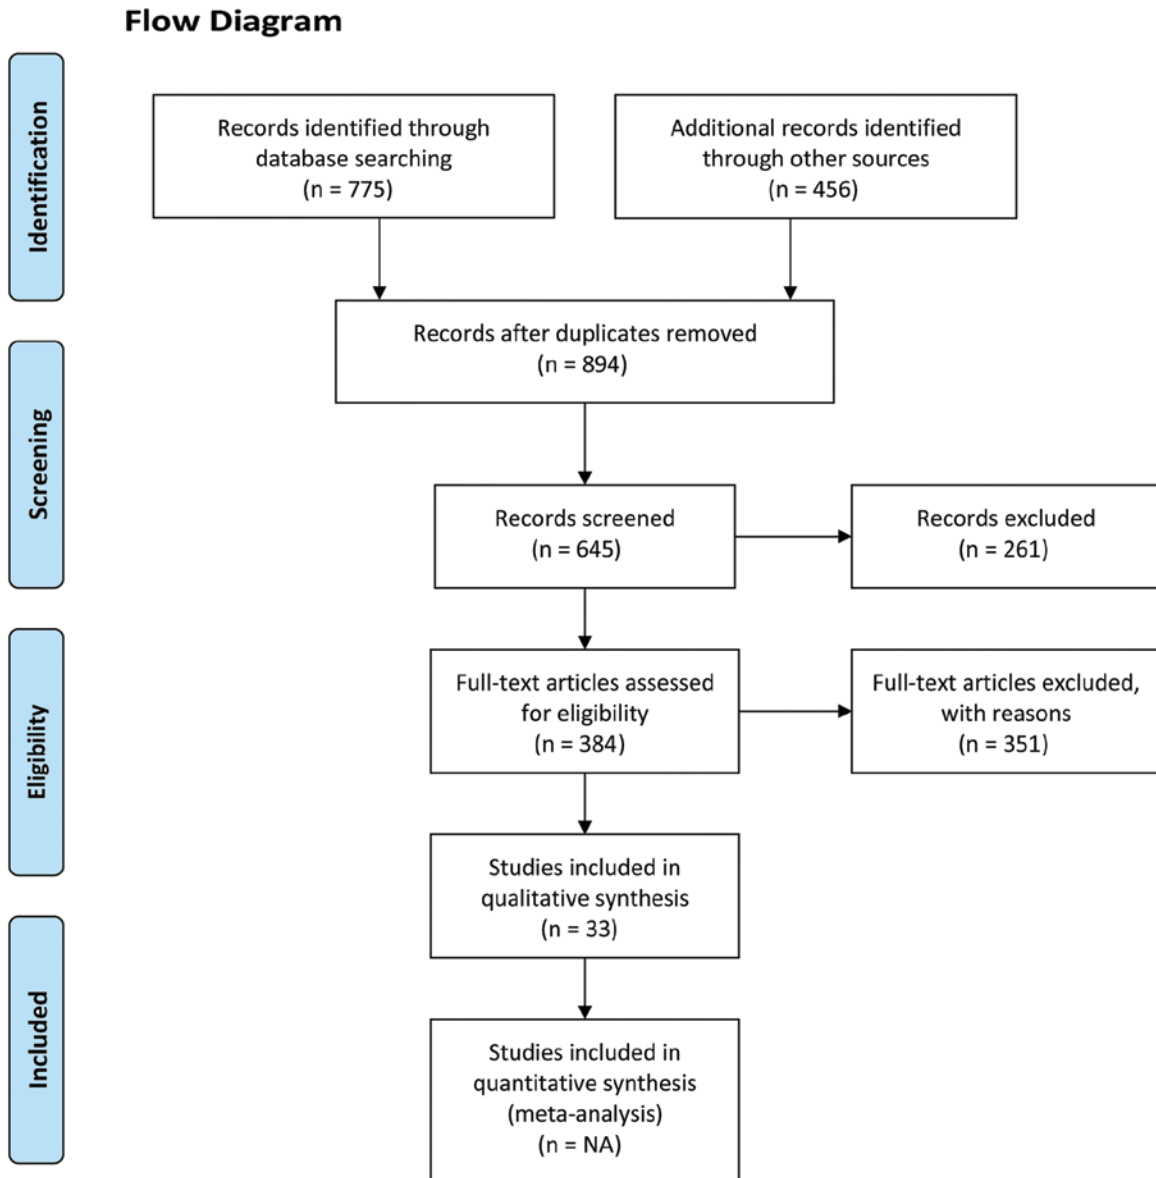 Flow Diagram
Identification
Records identified through
database searching
(n = 775)
Additional records identified
through other sources
(n = 456)
Records after duplicates removed
(n = 894)
Screening
Records screened
(n = 645)
Records excluded
(n = 261)
Eligibility
Full-text articles assessed
for eligibility
(n = 384)
Full-text articles excluded,
with reasons
(n = 351)
Studies included in
qualitative synthesis
(n = 33)
Included
Studies included in
quantitative synthesis
(meta-analysis)
(n = NA)